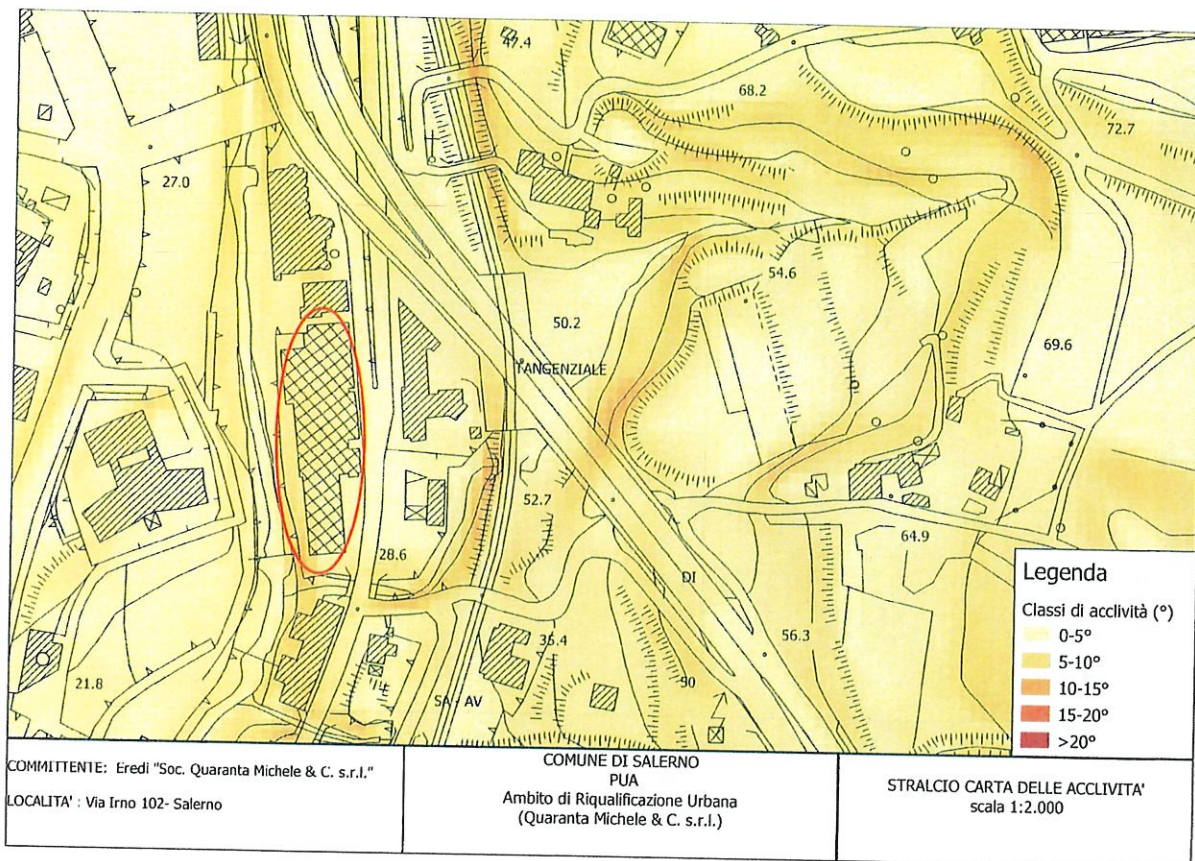 47.4
68.2
72.7
27.0
54.6
50.2
TANGENZIALE
69.6
52.7
28.6
64.9
DI
56.3
35.4
50
21.8
SA - AV
Legenda
Classi di acclività (°)
0-5°
5-10°
10-15°
15-20°
>20°
COMMITTENTE: Eredi "Soc. Quaranta Michele & C. s.r.l."
LOCALITA' : Via Irno 102- Salerno
COMUNE DI SALERNO
PUA
Ambito di Riqualificazione Urbana
(Quaranta Michele & C. s.r.l.)
STRALCIO CARTA DELLE ACCLIVITA'
scala 1:2.000